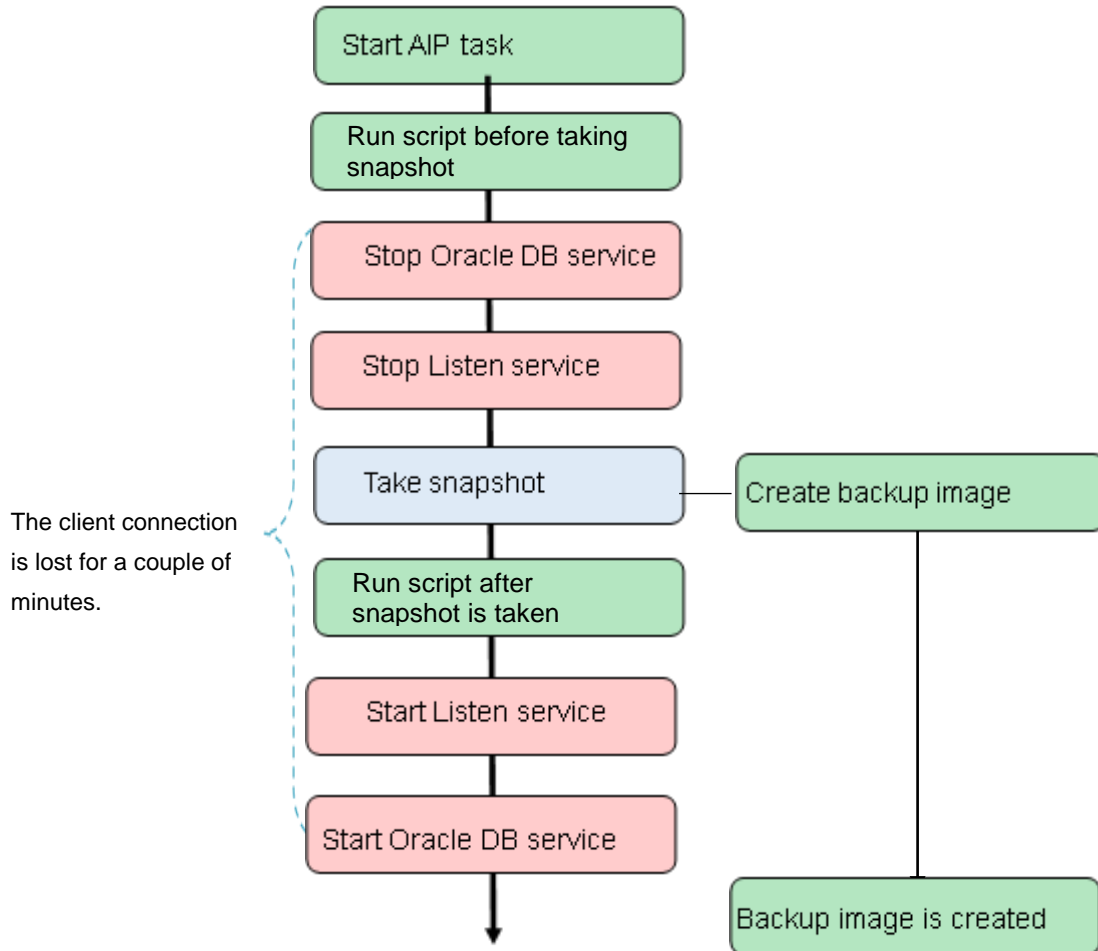 Start AIP task
Run script before taking
snapshot
Stop Oracle DB service
Stop Listen service
Take snapshot
Create backup image
The client connection
is lost for a couple of
minutes.
Run script after
snapshot is taken
Start Listen service
Start Oracle DB service
Backup image is created